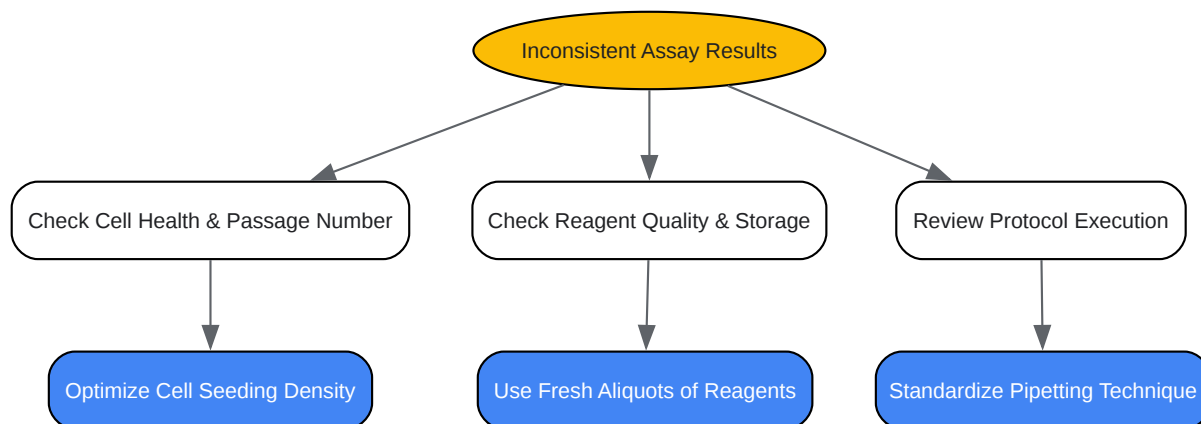 Inconsistent Assay Results
Check Cell Health & Passage Number
Check Reagent Quality & Storage
Review Protocol Execution
Optimize Cell Seeding Density
Use Fresh Aliquots of Reagents
Standardize Pipetting Technique